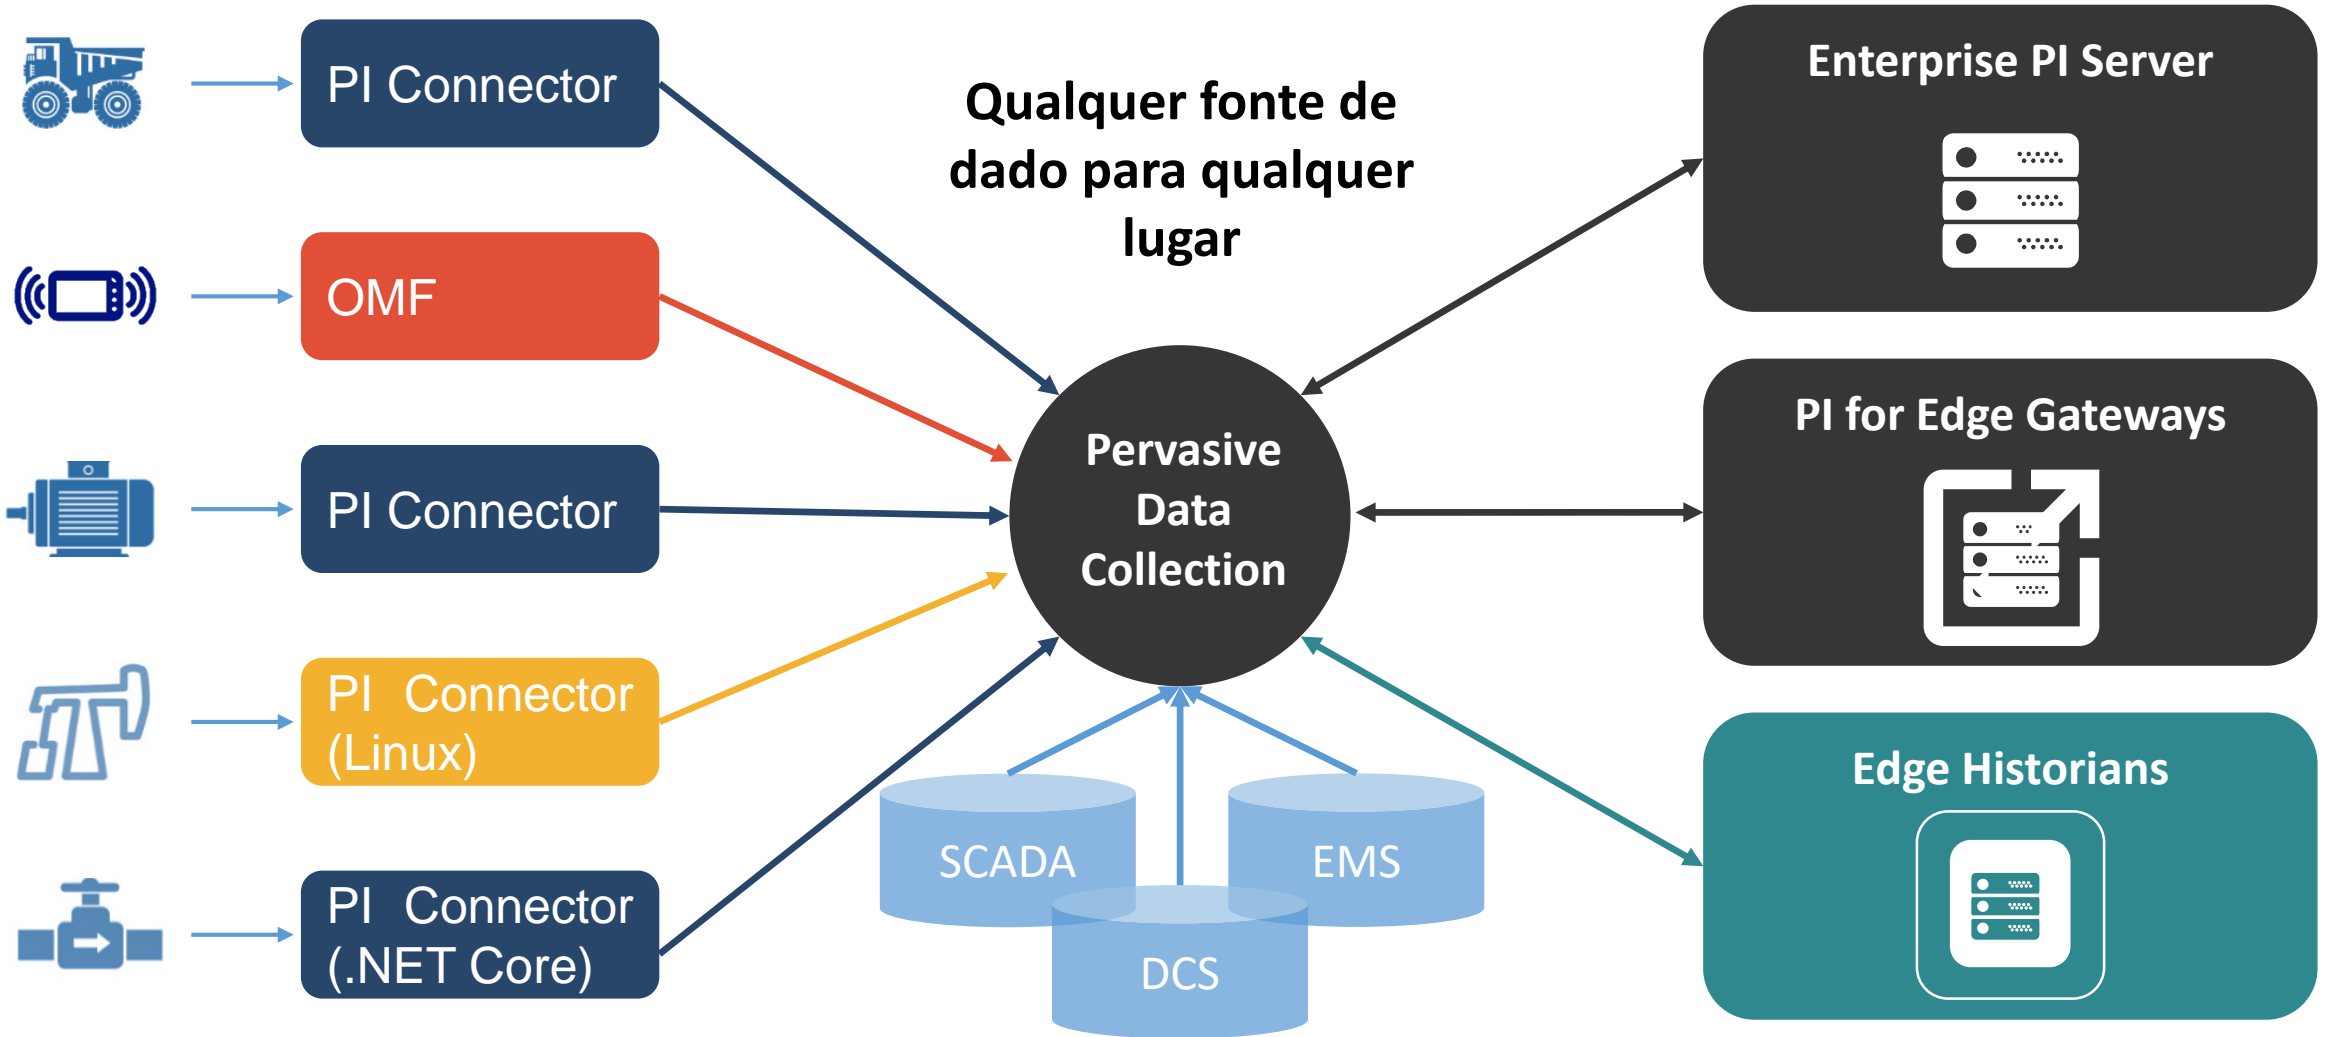 PI Connector
OMF
PI Connector
PI Connector
(Linux)
PI Connector
(.NET Core)
Qualquer fonte de
dado para qualquer
lugar
Pervasive
Data
Collection
SCADA
EMS
DCS
Enterprise PI Server
PI for Edge Gateways
Edge Historians